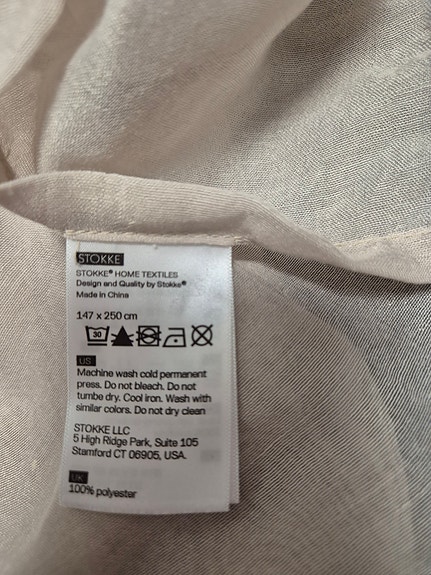 STOKKE
STOKKE® HOME TEXTILES
Design and Quality by Stokke®
Made in China
147 x 250 cm
30
US
Machine wash cold permanent
press. Do not bleach. Do not
tumbe dry. Cool iron. Wash with
similar colors. Do not dry clean
STOKKE LLC
5 High Ridge Park, Suite 105
Stamford CT 06905, USA.
UK
100% polyester